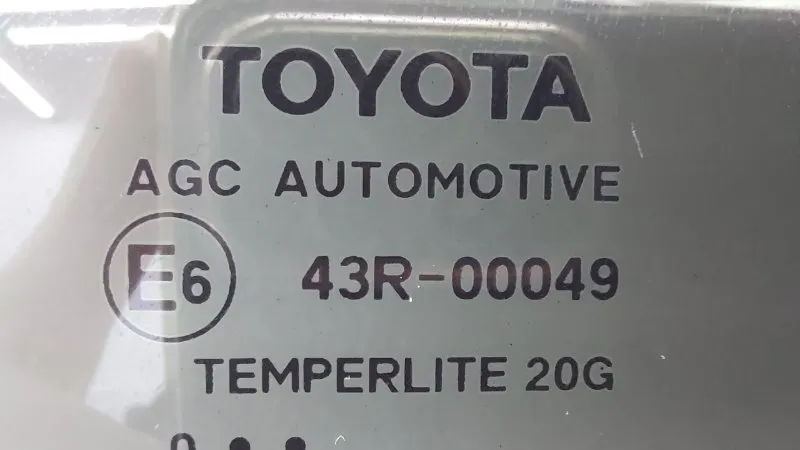 TOYOTA
AGC AUTOMOTIVE
E6 43R-00049
TEMPERLITE 20G